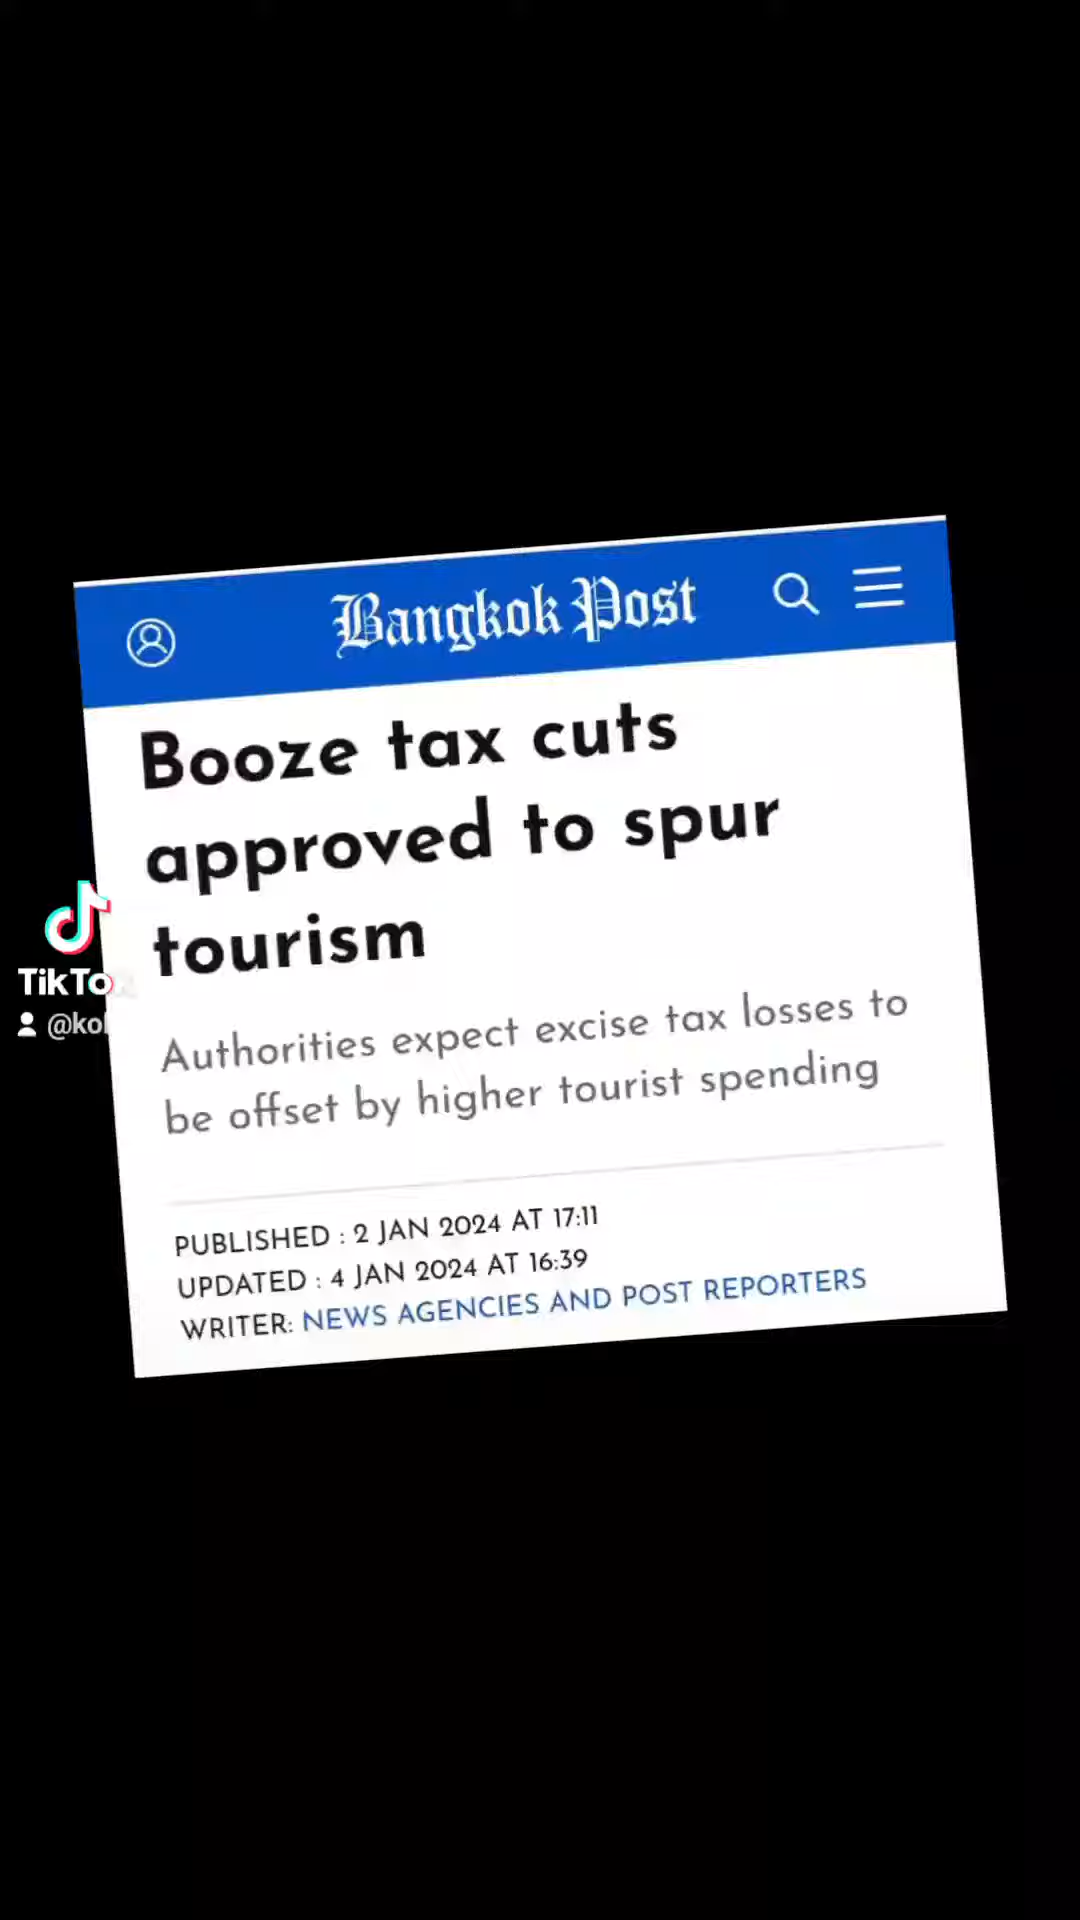 Bangkok Post
Booze tax cuts
approved to spur
tourism
Authorities expect excise tax losses to
be offset by higher tourist spending
PUBLISHED : 2 JAN 2024 AT 17:11
UPDATED : 4 JAN 2024 AT 16:39
WRITER: NEWS AGENCIES AND POST REPORTERS
TikTo